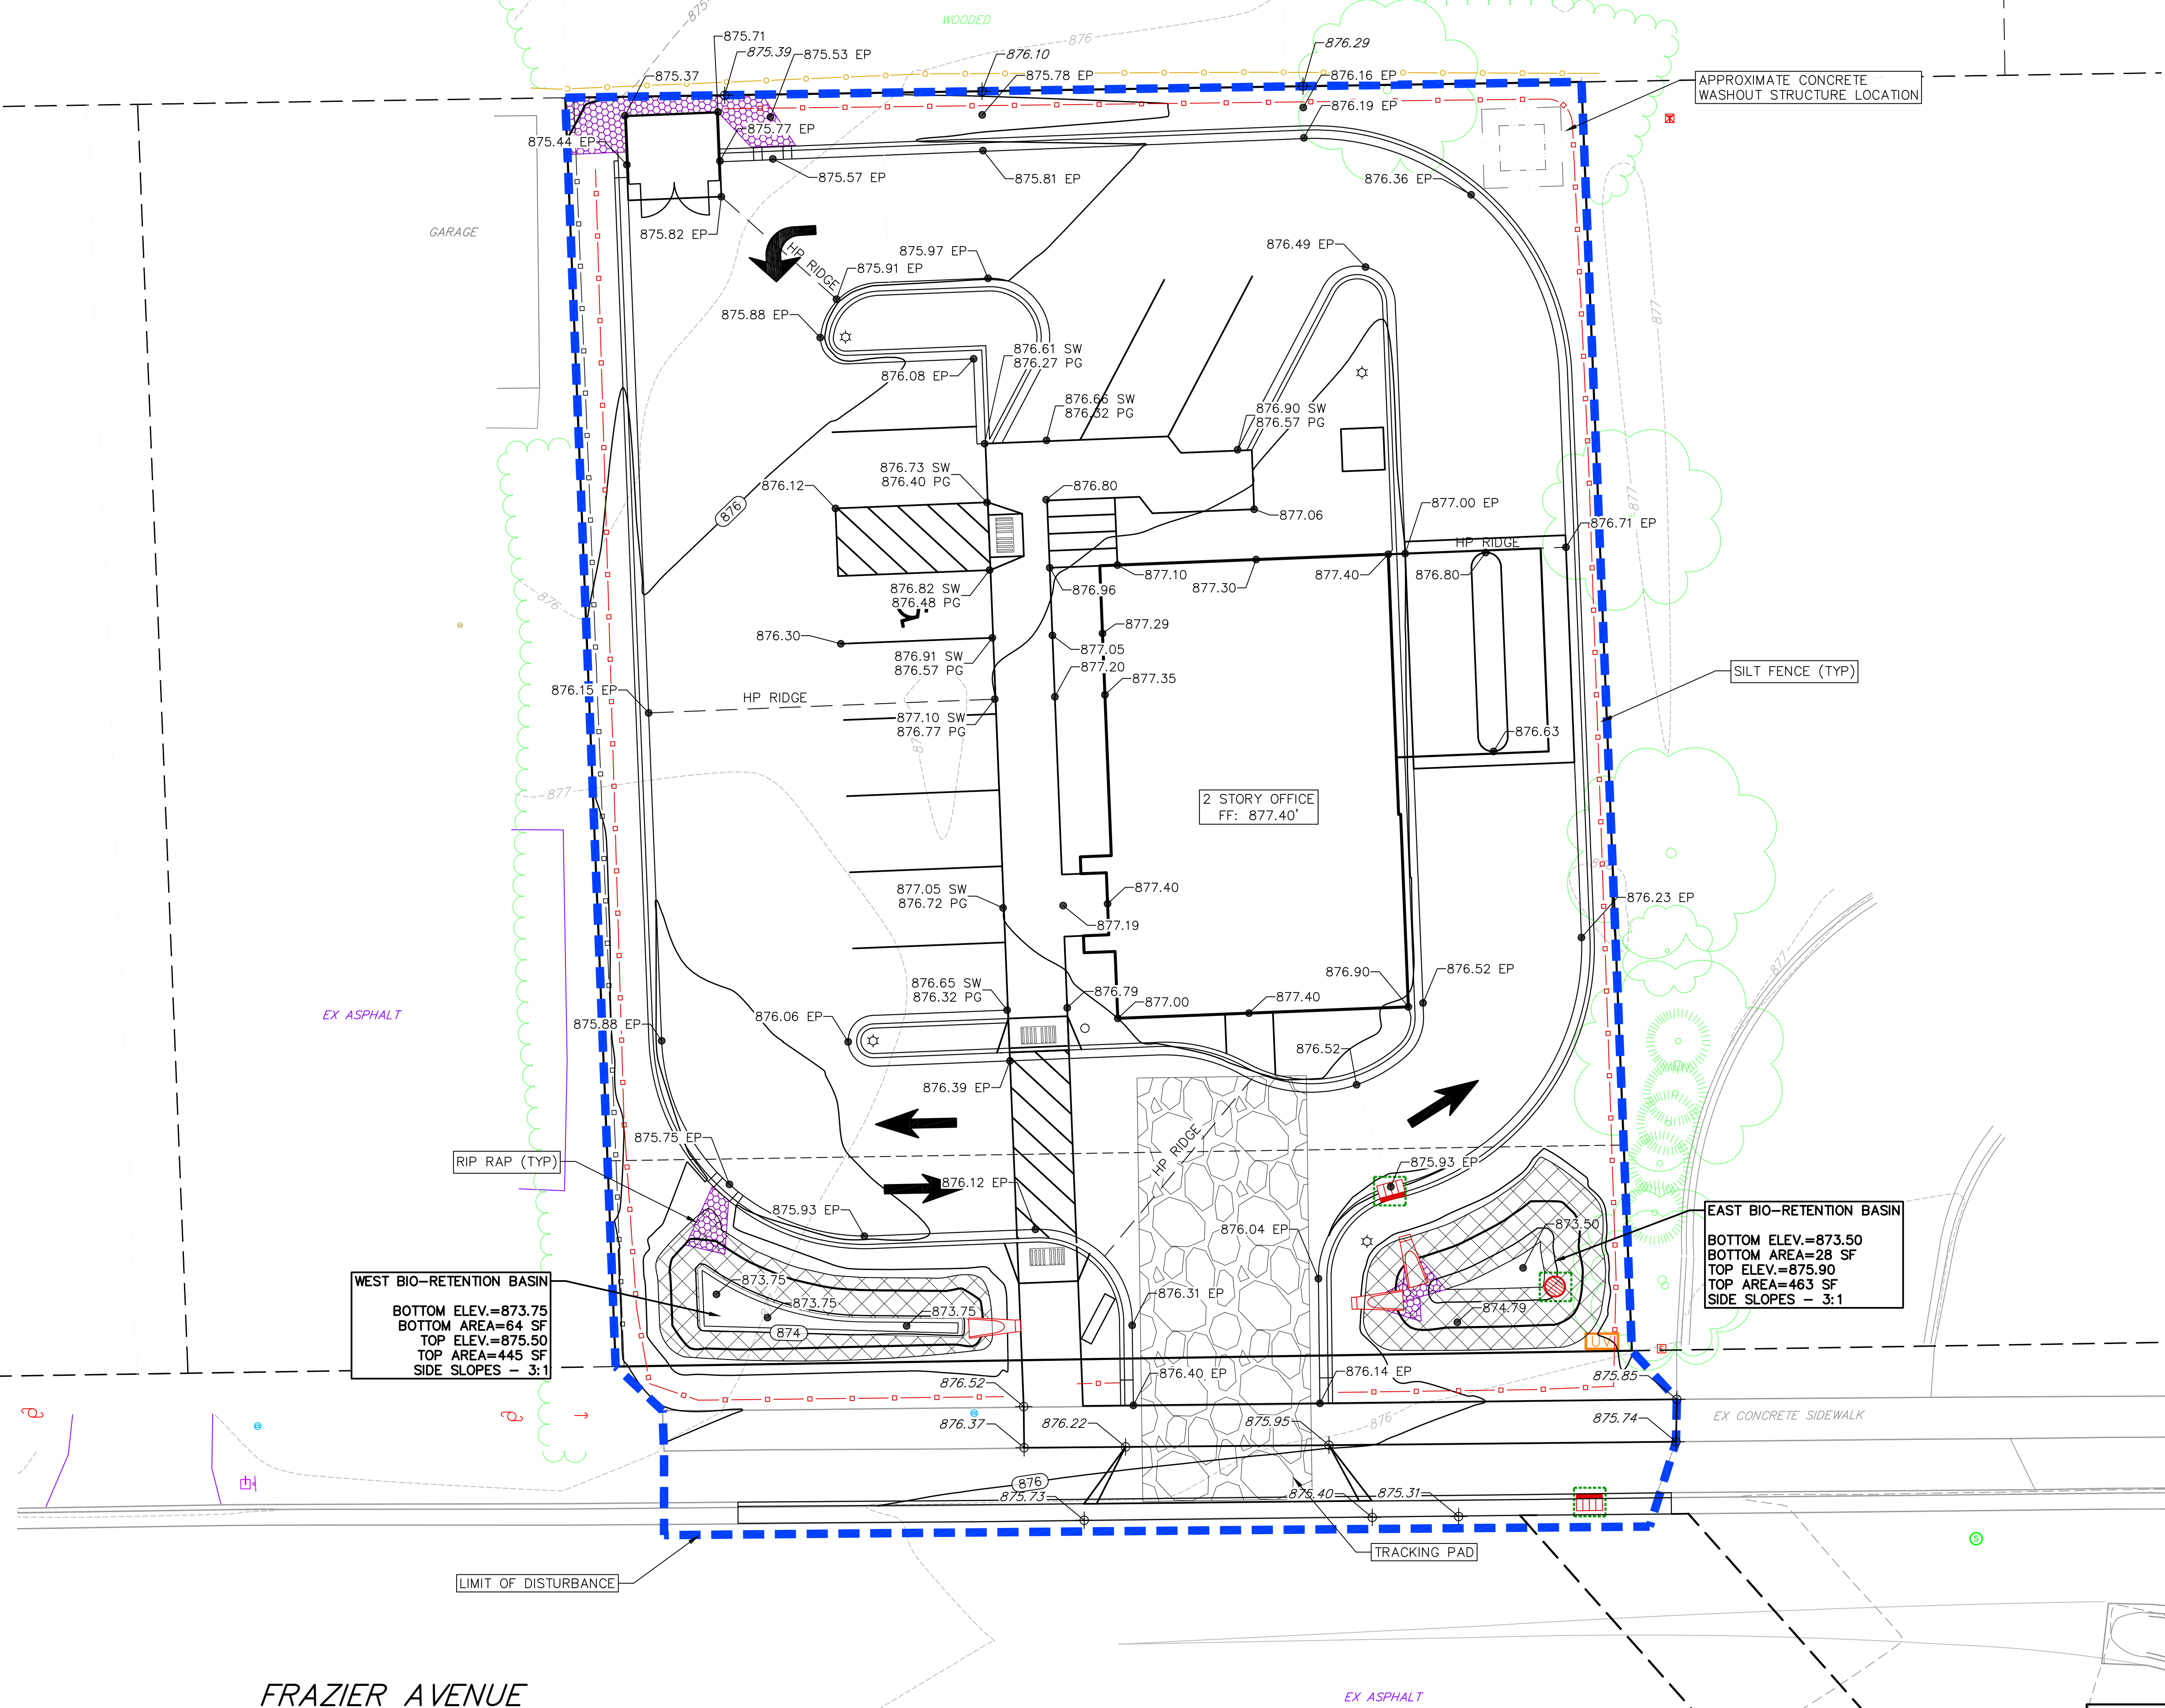 WOODED
875
876
875.71
875.39
875.53 EP
876.10
876.29
875.37
875.78 EP
876.16 EP
APPROXIMATE CONCRETE
WASHOUT STRUCTURE LOCATION
876.19 EP
875.44 EP
875.77 EP
875.57 EP
875.81 EP
876.36 EP
GARAGE
875.82 EP
HP RIDGE
875.97 EP
876.49 EP
875.91 EP
875.88 EP
877
876.61 SW
876.27 PG
876.08 EP
876.66 SW
876.32 PG
876.90 SW
876.57 PG
876.73 SW
876.40 PG
876.12
876
876.80
877
877.06
877.00 EP
876.71 EP
HP RIDGE
876.82 SW
876.48 PG
877.10
877.30
877.40
876.80
876.96
876
877.29
876.30
877.05
876.91 SW
876.57 PG
877.20
877.35
SILT FENCE (TYP)
876.15 EP
HP RIDGE
877.10 SW
876.77 PG
876.63
877
2 STORY OFFICE
FF: 877.40'
877.05 SW
876.72 PG
877.40
876.23 EP
877.19
877
876.65 SW
876.32 PG
876.79
877.00
877.40
876.90
876.52 EP
EX ASPHALT
875.88 EP
876.06 EP
876.52
876.39 EP
875.75 EP
HP RIDGE
RIP RAP (TYP)
876.12 EP
875.93 EP
875.93 EP
876.04 EP
873.50
EAST BIO-RETENTION BASIN
BOTTOM ELEV.=873.50
BOTTOM AREA=28 SF
TOP ELEV.=875.90
TOP AREA=463 SF
SIDE SLOPES - 3:1
WEST BIO-RETENTION BASIN
BOTTOM ELEV.=873.75
BOTTOM AREA=64 SF
TOP ELEV.=875.50
TOP AREA=445 SF
SIDE SLOPES - 3:1
873.75
873.75
873.75
874
876.31 EP
874.79
876.52
876.40 EP
876.14 EP
875.85
876.37
876.22
875.95
876
875.74
EX CONCRETE SIDEWALK
876
875.73
875.40
875.31
TRACKING PAD
LIMIT OF DISTURBANCE
FRAZIER AVENUE
EX ASPHALT
S